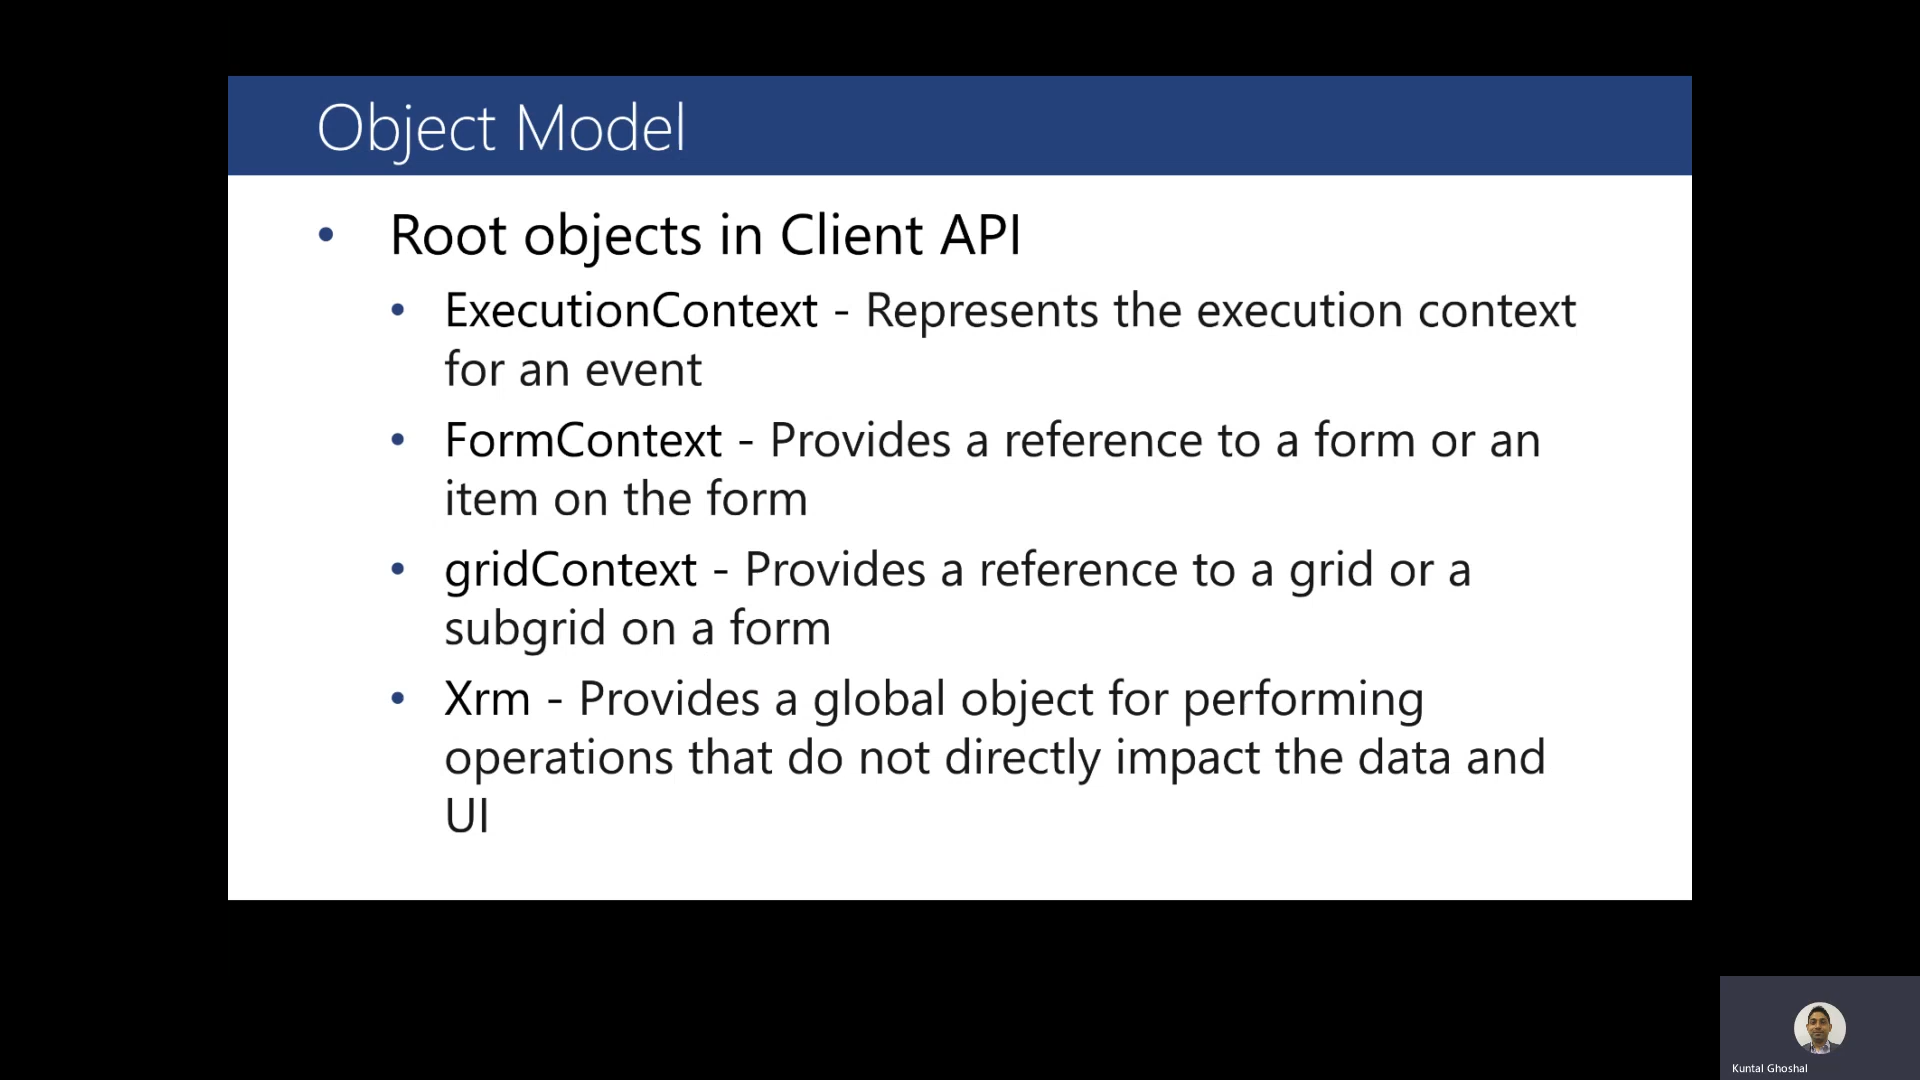 Object Model
• Root objects in Client API
• ExecutionContext - Represents the execution context
for an event
• FormContext - Provides a reference to a form or an
item on the form
• gridContext - Provides a reference to a grid or a
subgrid on a form
• Xrm - Provides a global object for performing
operations that do not directly impact the data and
UI
Kuntal Ghoshal